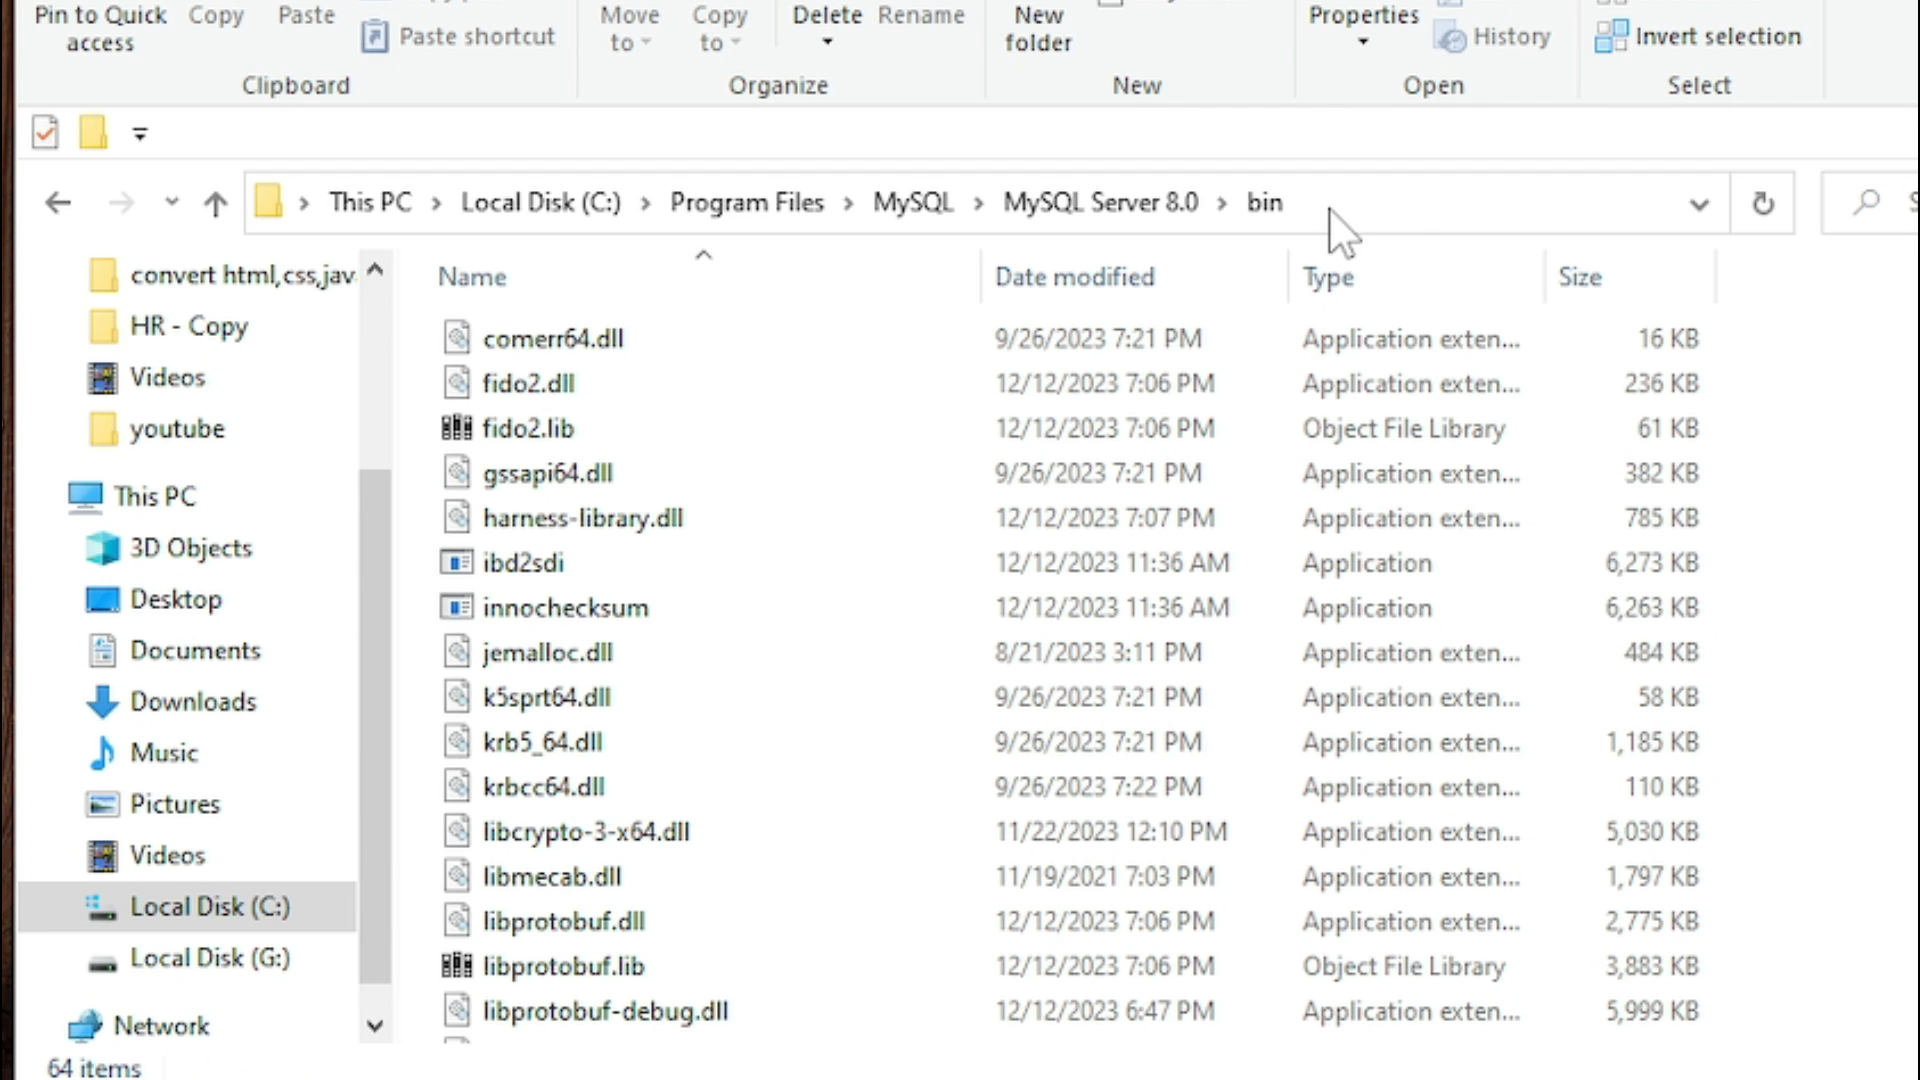 Pin to Quick access
Copy
Paste
Paste shortcut
Move to
Copy to
Delete
Rename
New folder
Properties
History
Invert selection
Clipboard
Organize
New
Open
Select
This PC > Local Disk (C:) > Program Files > MySQL > MySQL Server 8.0 > bin
Name Date modified Type Size
convert html,css,jav
HR - Copy
Videos
youtube
This PC
3D Objects
Desktop
Documents
Downloads
Music
Pictures
Videos
Local Disk (C:)
Local Disk (G:)
Network
comerr64.dll 9/26/2023 7:21 PM Application exten... 16 KB
fido2.dll 12/12/2023 7:06 PM Application exten... 236 KB
fido2.lib 12/12/2023 7:06 PM Object File Library 61 KB
gssapi64.dll 9/26/2023 7:21 PM Application exten... 382 KB
harness-library.dll 12/12/2023 7:07 PM Application exten... 785 KB
ibd2sdi 12/12/2023 11:36 AM Application 6,273 KB
innochecksum 12/12/2023 11:36 AM Application 6,263 KB
jemalloc.dll 8/21/2023 3:11 PM Application exten... 484 KB
k5sprt64.dll 9/26/2023 7:21 PM Application exten... 58 KB
krb5_64.dll 9/26/2023 7:21 PM Application exten... 1,185 KB
krbcc64.dll 9/26/2023 7:22 PM Application exten... 110 KB
libcrypto-3-x64.dll 11/22/2023 12:10 PM Application exten... 5,030 KB
libmecab.dll 11/19/2021 7:03 PM Application exten... 1,797 KB
libprotobuf.dll 12/12/2023 7:06 PM Application exten... 2,775 KB
libprotobuf.lib 12/12/2023 7:06 PM Object File Library 3,883 KB
libprotobuf-debug.dll 12/12/2023 6:47 PM Application exten... 5,999 KB
64 items